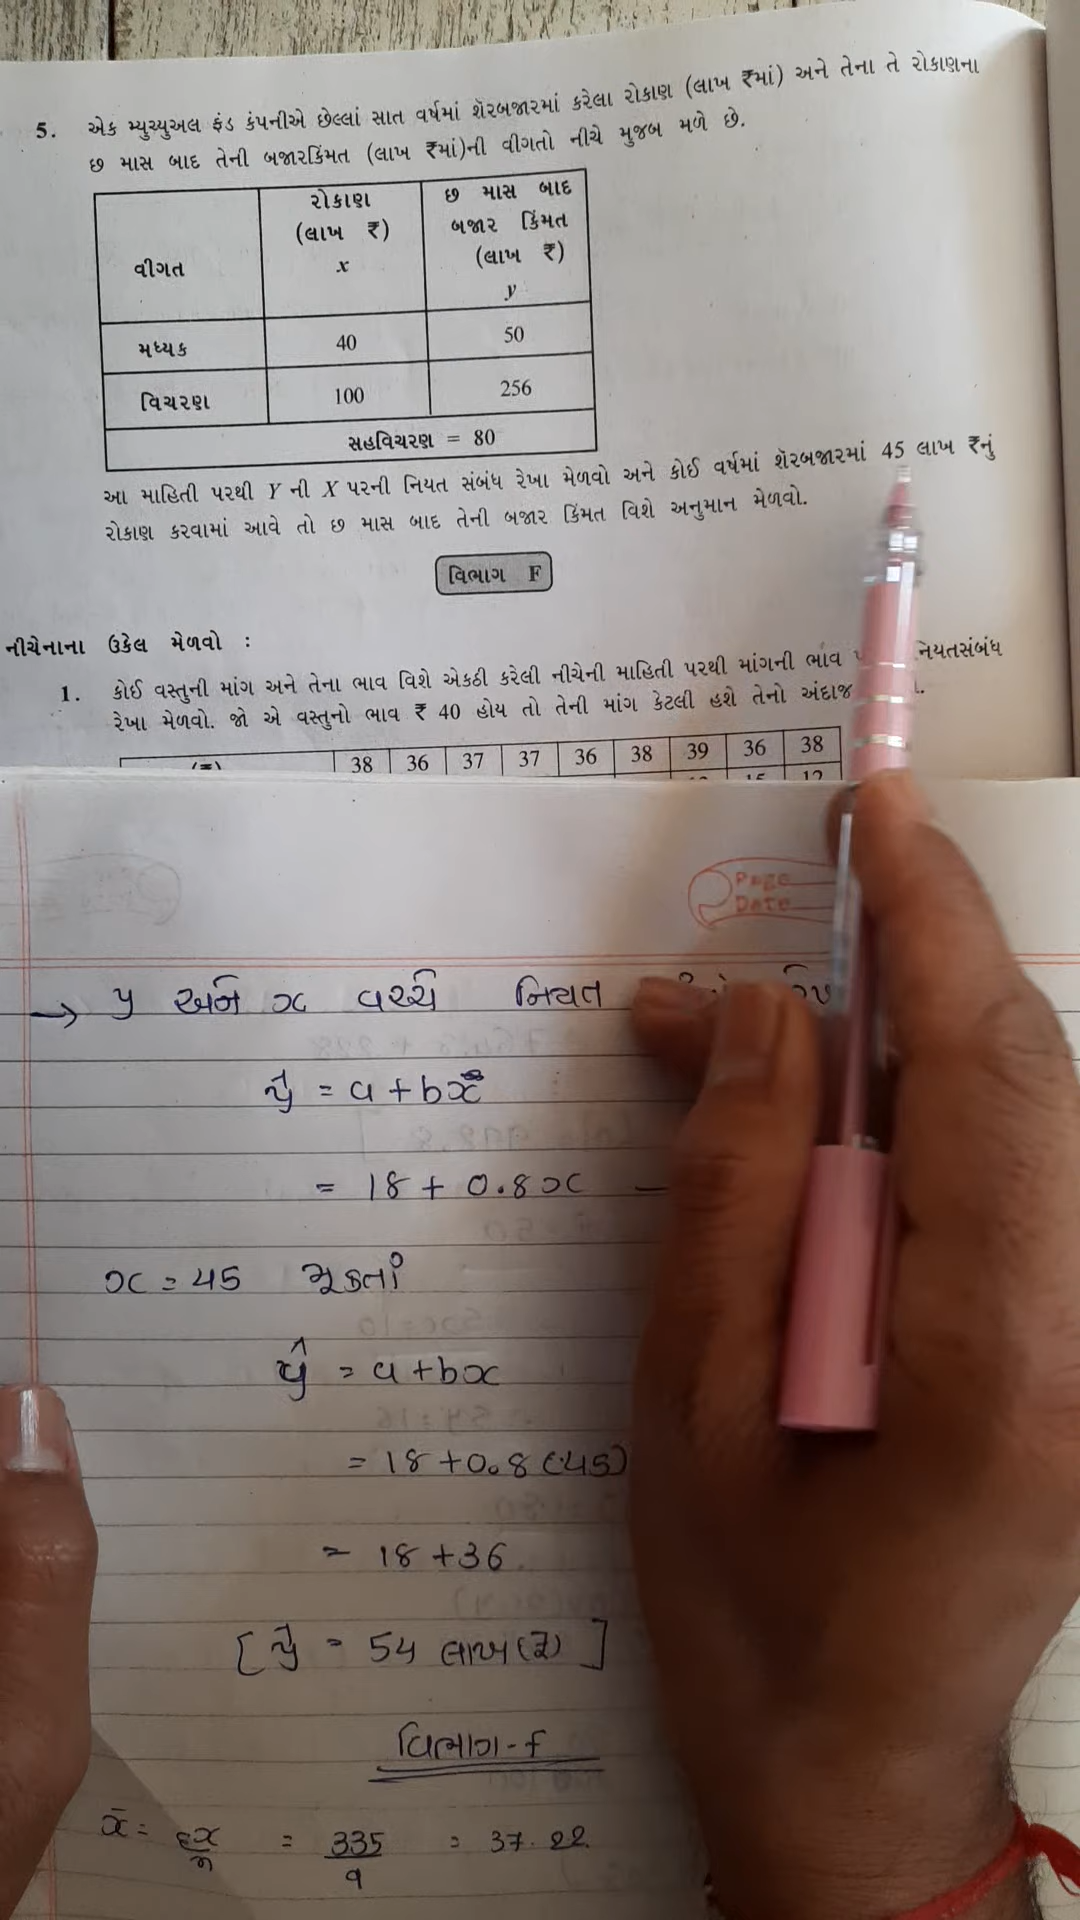 5. એક મ્યુચ્યુઅલ ફંડ કંપનીએ છેલ્લાં સાત વર્ષમાં શૅરબજારમાં કરેલા રોકાણ (લાખ ₹માં) અને તેના તે રોકાણના
છ માસ બાદ તેની બજારકિંમત (લાખ ₹માં)ની વીગતો નીચે મુજબ મળે છે.
વીગત
રોકાણ
(લાખ ₹)
x
છ માસ બાદ
બજાર કિંમત
(લાખ ₹)
y
મધ્યક 40 50
વિચરણ 100 256
સહવિચરણ = 80
આ માહિતી પરથી Y ની X પરની નિયત સંબંધ રેખા મેળવો અને કોઈ વર્ષમાં શૅરબજારમાં 45 લાખ ₹નું
રોકાણ કરવામાં આવે તો છ માસ બાદ તેની બજાર કિંમત વિશે અનુમાન મેળવો.
વિભાગ F
નીચેનાના ઉકેલ મેળવો :
1. કોઈ વસ્તુની માંગ અને તેના ભાવ વિશે એકઠી કરેલી નીચેની માહિતી પરથી માંગની ભાવ નિયતસંબંધ
રેખા મેળવો. જો એ વસ્તુનો ભાવ ₹ 40 હોય તો તેની માંગ કેટલી હશે તેનો અંદાજ
38 36 37 37 36 38 39 36 38
15 12
PAGE
DATE
→ y અને x વચ્ચે નિયત
ŷ = a + bx
= 18 + 0.8x —
x = 45 મૂકતાં
ŷ = a + bx
= 18 + 0.8 (45)
= 18 + 36
[ ŷ = 54 લાખ (₹) ]
વિભાગ - f
x̄ = Σx/n = 335/9 = 37.22